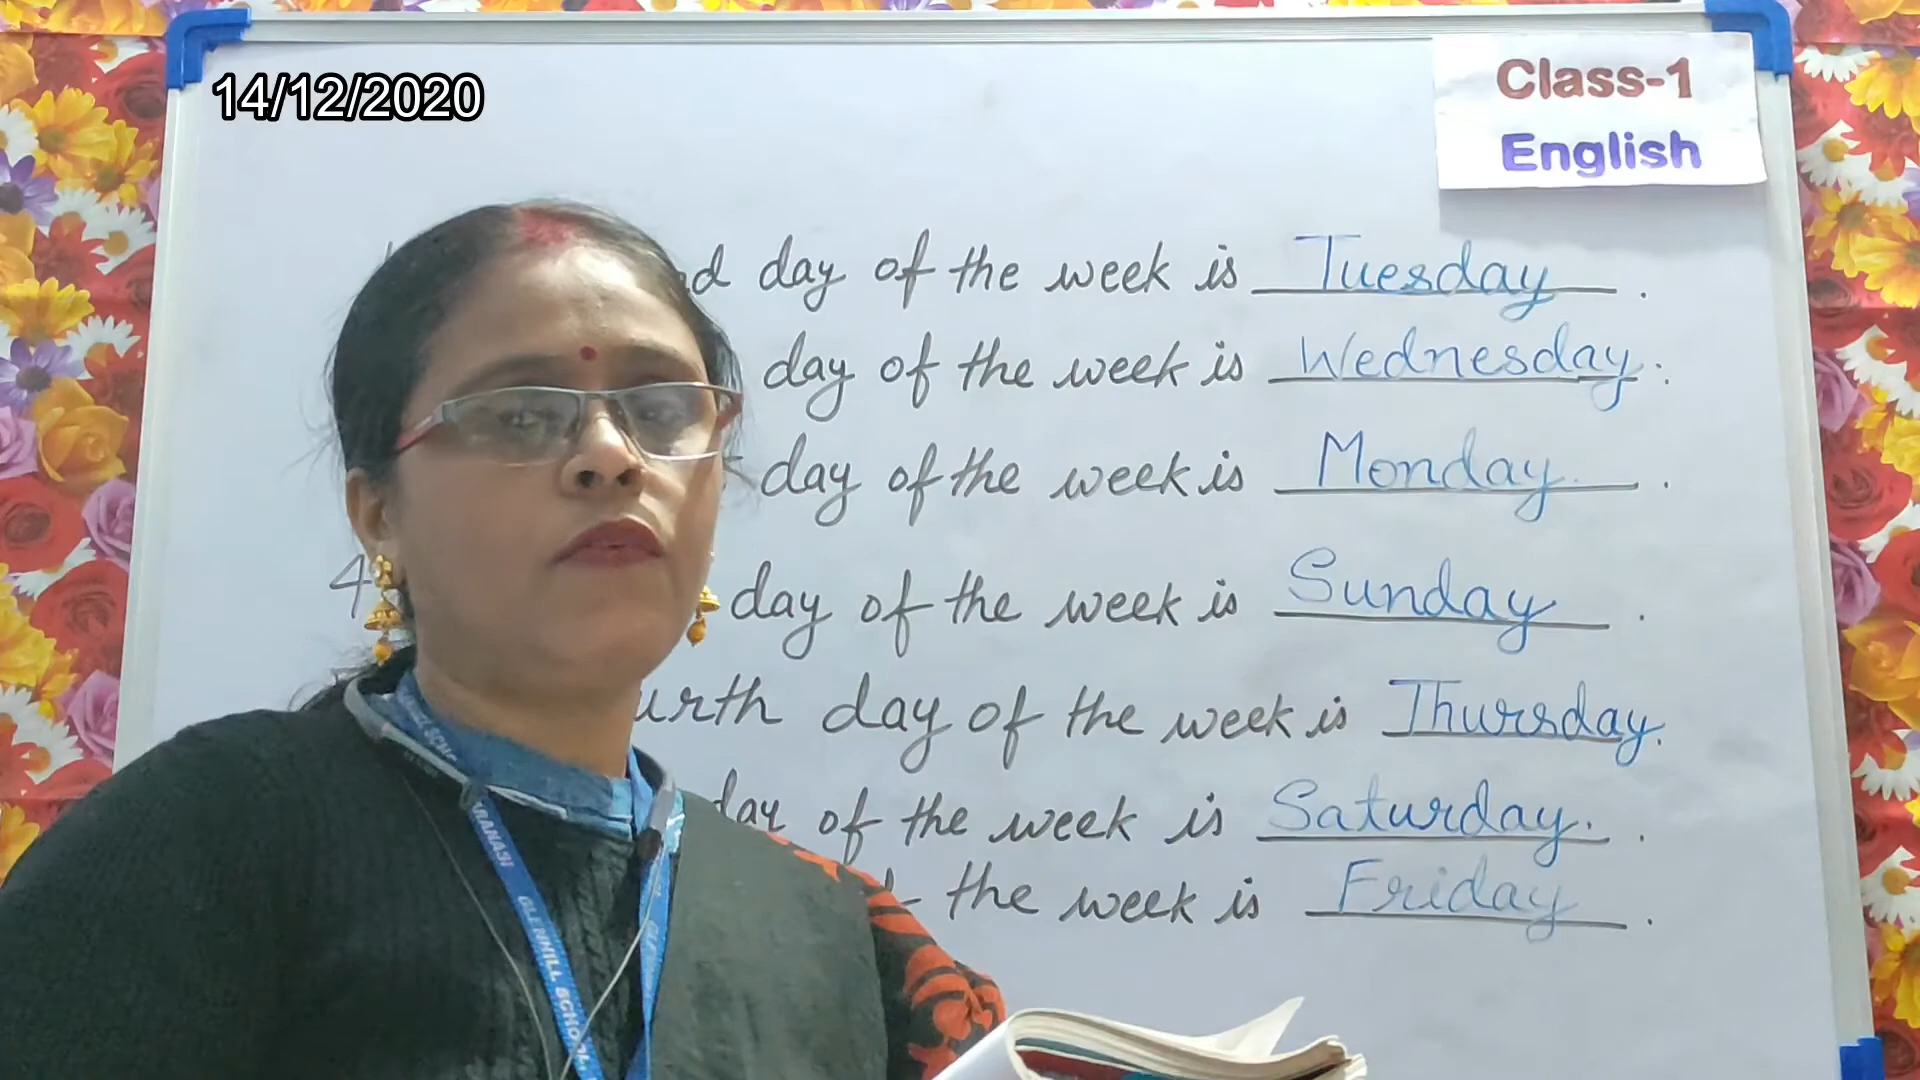 14/12/2020
Class-1
English
day of the week is Tuesday.
day of the week is Wednesday.
day of the week is Monday.
4 day of the week is Sunday.
day of the week is Thursday.
day of the week is Saturday.
the week is Friday.
GLENHILL SCHOOL